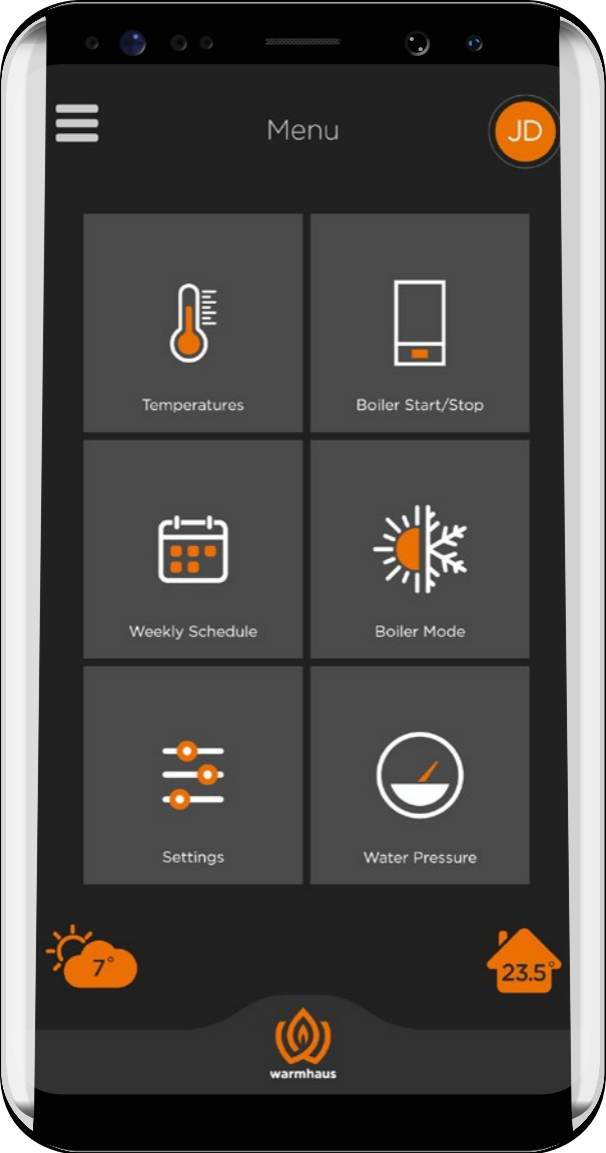 Menu
JD
Temperatures
Boiler Start/Stop
Weekly Schedule
Boiler Mode
Settings
Water Pressure
7°
23.5°
warmhaus